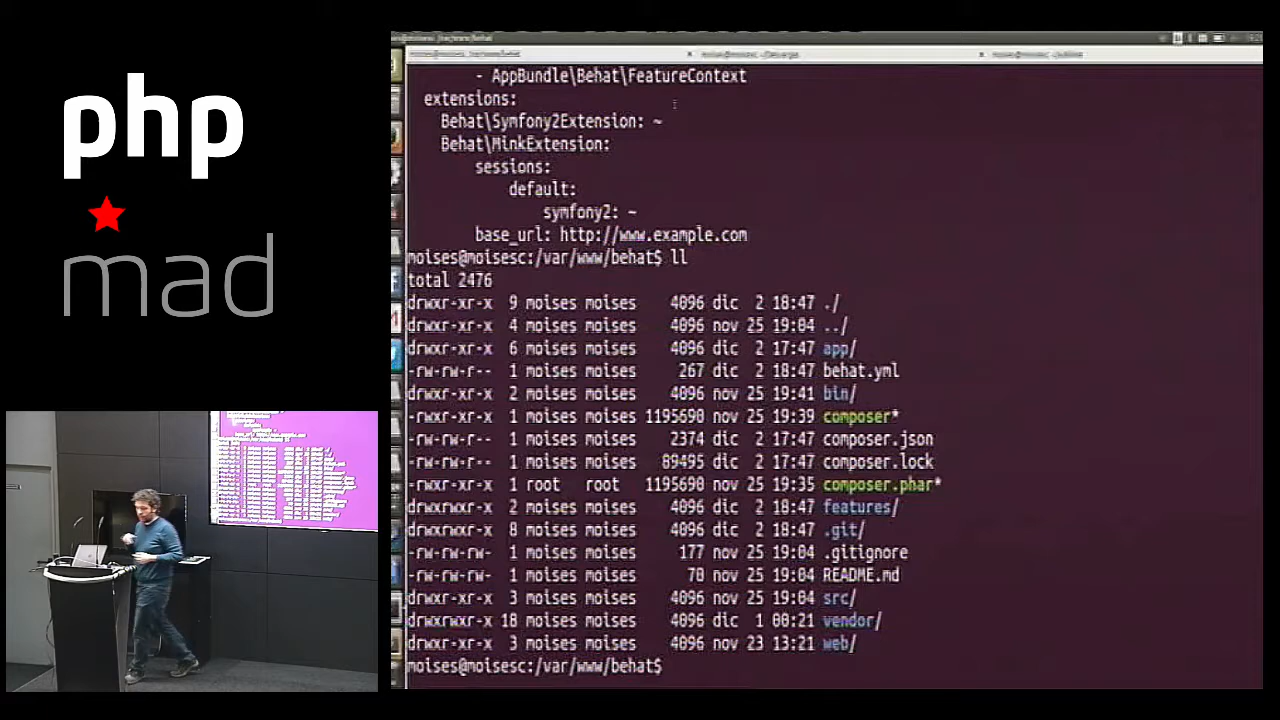 php
mad
- AppBundle\Behat\FeatureContext
extensions:
Behat\Symfony2Extension: ~
Behat\MinkExtension:
sessions:
default:
symfony2: ~
base_url: http://www.example.com
moises@moisesc:/var/www/behat$ ll
total 2476
drwxr-xr-x 9 moises moises 4096 dic 2 18:47 ./
drwxr-xr-x 4 moises moises 4096 nov 25 19:04 ../
drwxr-xr-x 6 moises moises 4096 dic 2 17:47 app/
-rw-rw-r-- 1 moises moises 267 dic 2 18:47 behat.yml
drwxr-xr-x 2 moises moises 4096 nov 25 19:41 bin/
-rwxr-xr-x 1 moises moises 1195690 nov 25 19:39 composer*
-rw-rw-r-- 1 moises moises 2374 dic 2 17:47 composer.json
-rw-rw-r-- 1 moises moises 89495 dic 2 17:47 composer.lock
-rwxr-xr-x 1 root root 1195690 nov 25 19:35 composer.phar*
drwxrwxr-x 2 moises moises 4096 dic 2 18:47 features/
drwxrwxr-x 8 moises moises 4096 dic 2 18:47 .git/
-rw-rw-rw- 1 moises moises 177 nov 25 19:04 .gitignore
-rw-rw-rw- 1 moises moises 70 nov 25 19:04 README.md
drwxr-xr-x 3 moises moises 4096 nov 25 19:04 src/
drwxrwxr-x 18 moises moises 4096 dic 1 00:21 vendor/
drwxrwxr-x 3 moises moises 4096 nov 23 13:21 web/
moises@moisesc:/var/www/behat$